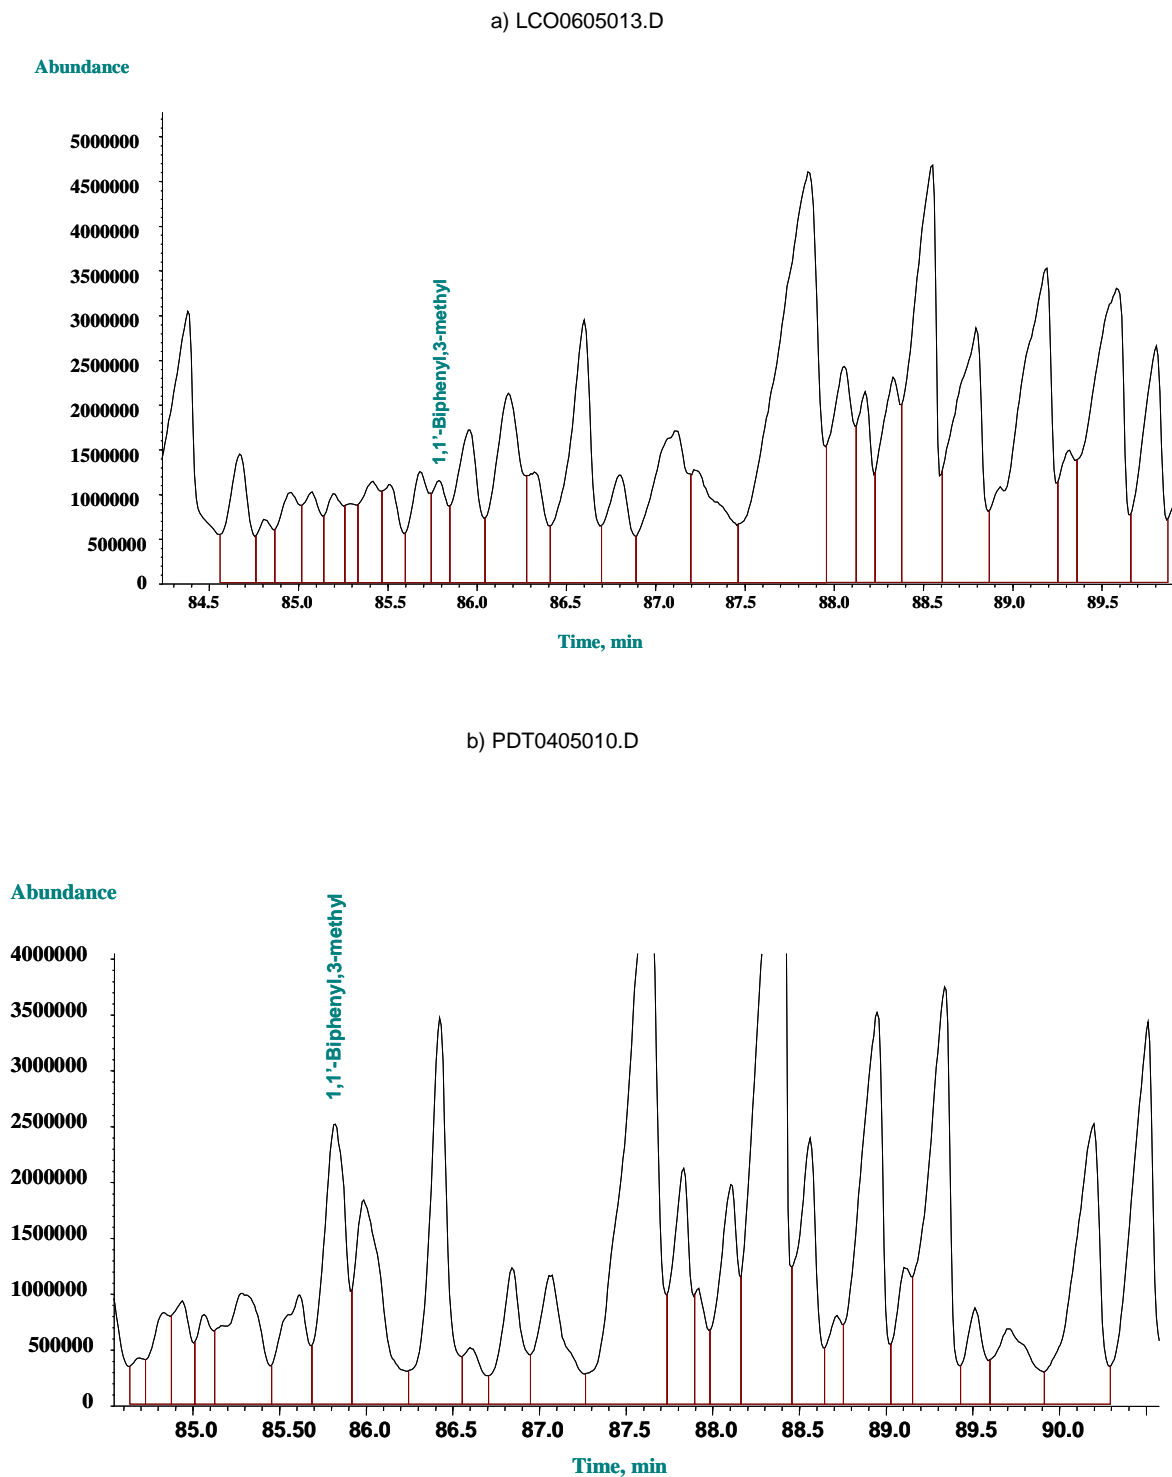 a) LCO0605013.D
Abundance
5000000
4500000
4000000
3500000
3000000
2500000
2000000
1500000
1000000
500000
0
1,1'-Biphenyl,3-methyl
84.5 85.0 85.5 86.0 86.5 87.0 87.5 88.0 88.5 89.0 89.5
Time, min
b) PDT0405010.D
Abundance
4000000
3500000
3000000
2500000
2000000
1500000
1000000
500000
0
1,1'-Biphenyl,3-methyl
85.0 85.50 86.0 86.5 87.0 87.5 88.0 88.5 89.0 89.5 90.0
Time, min